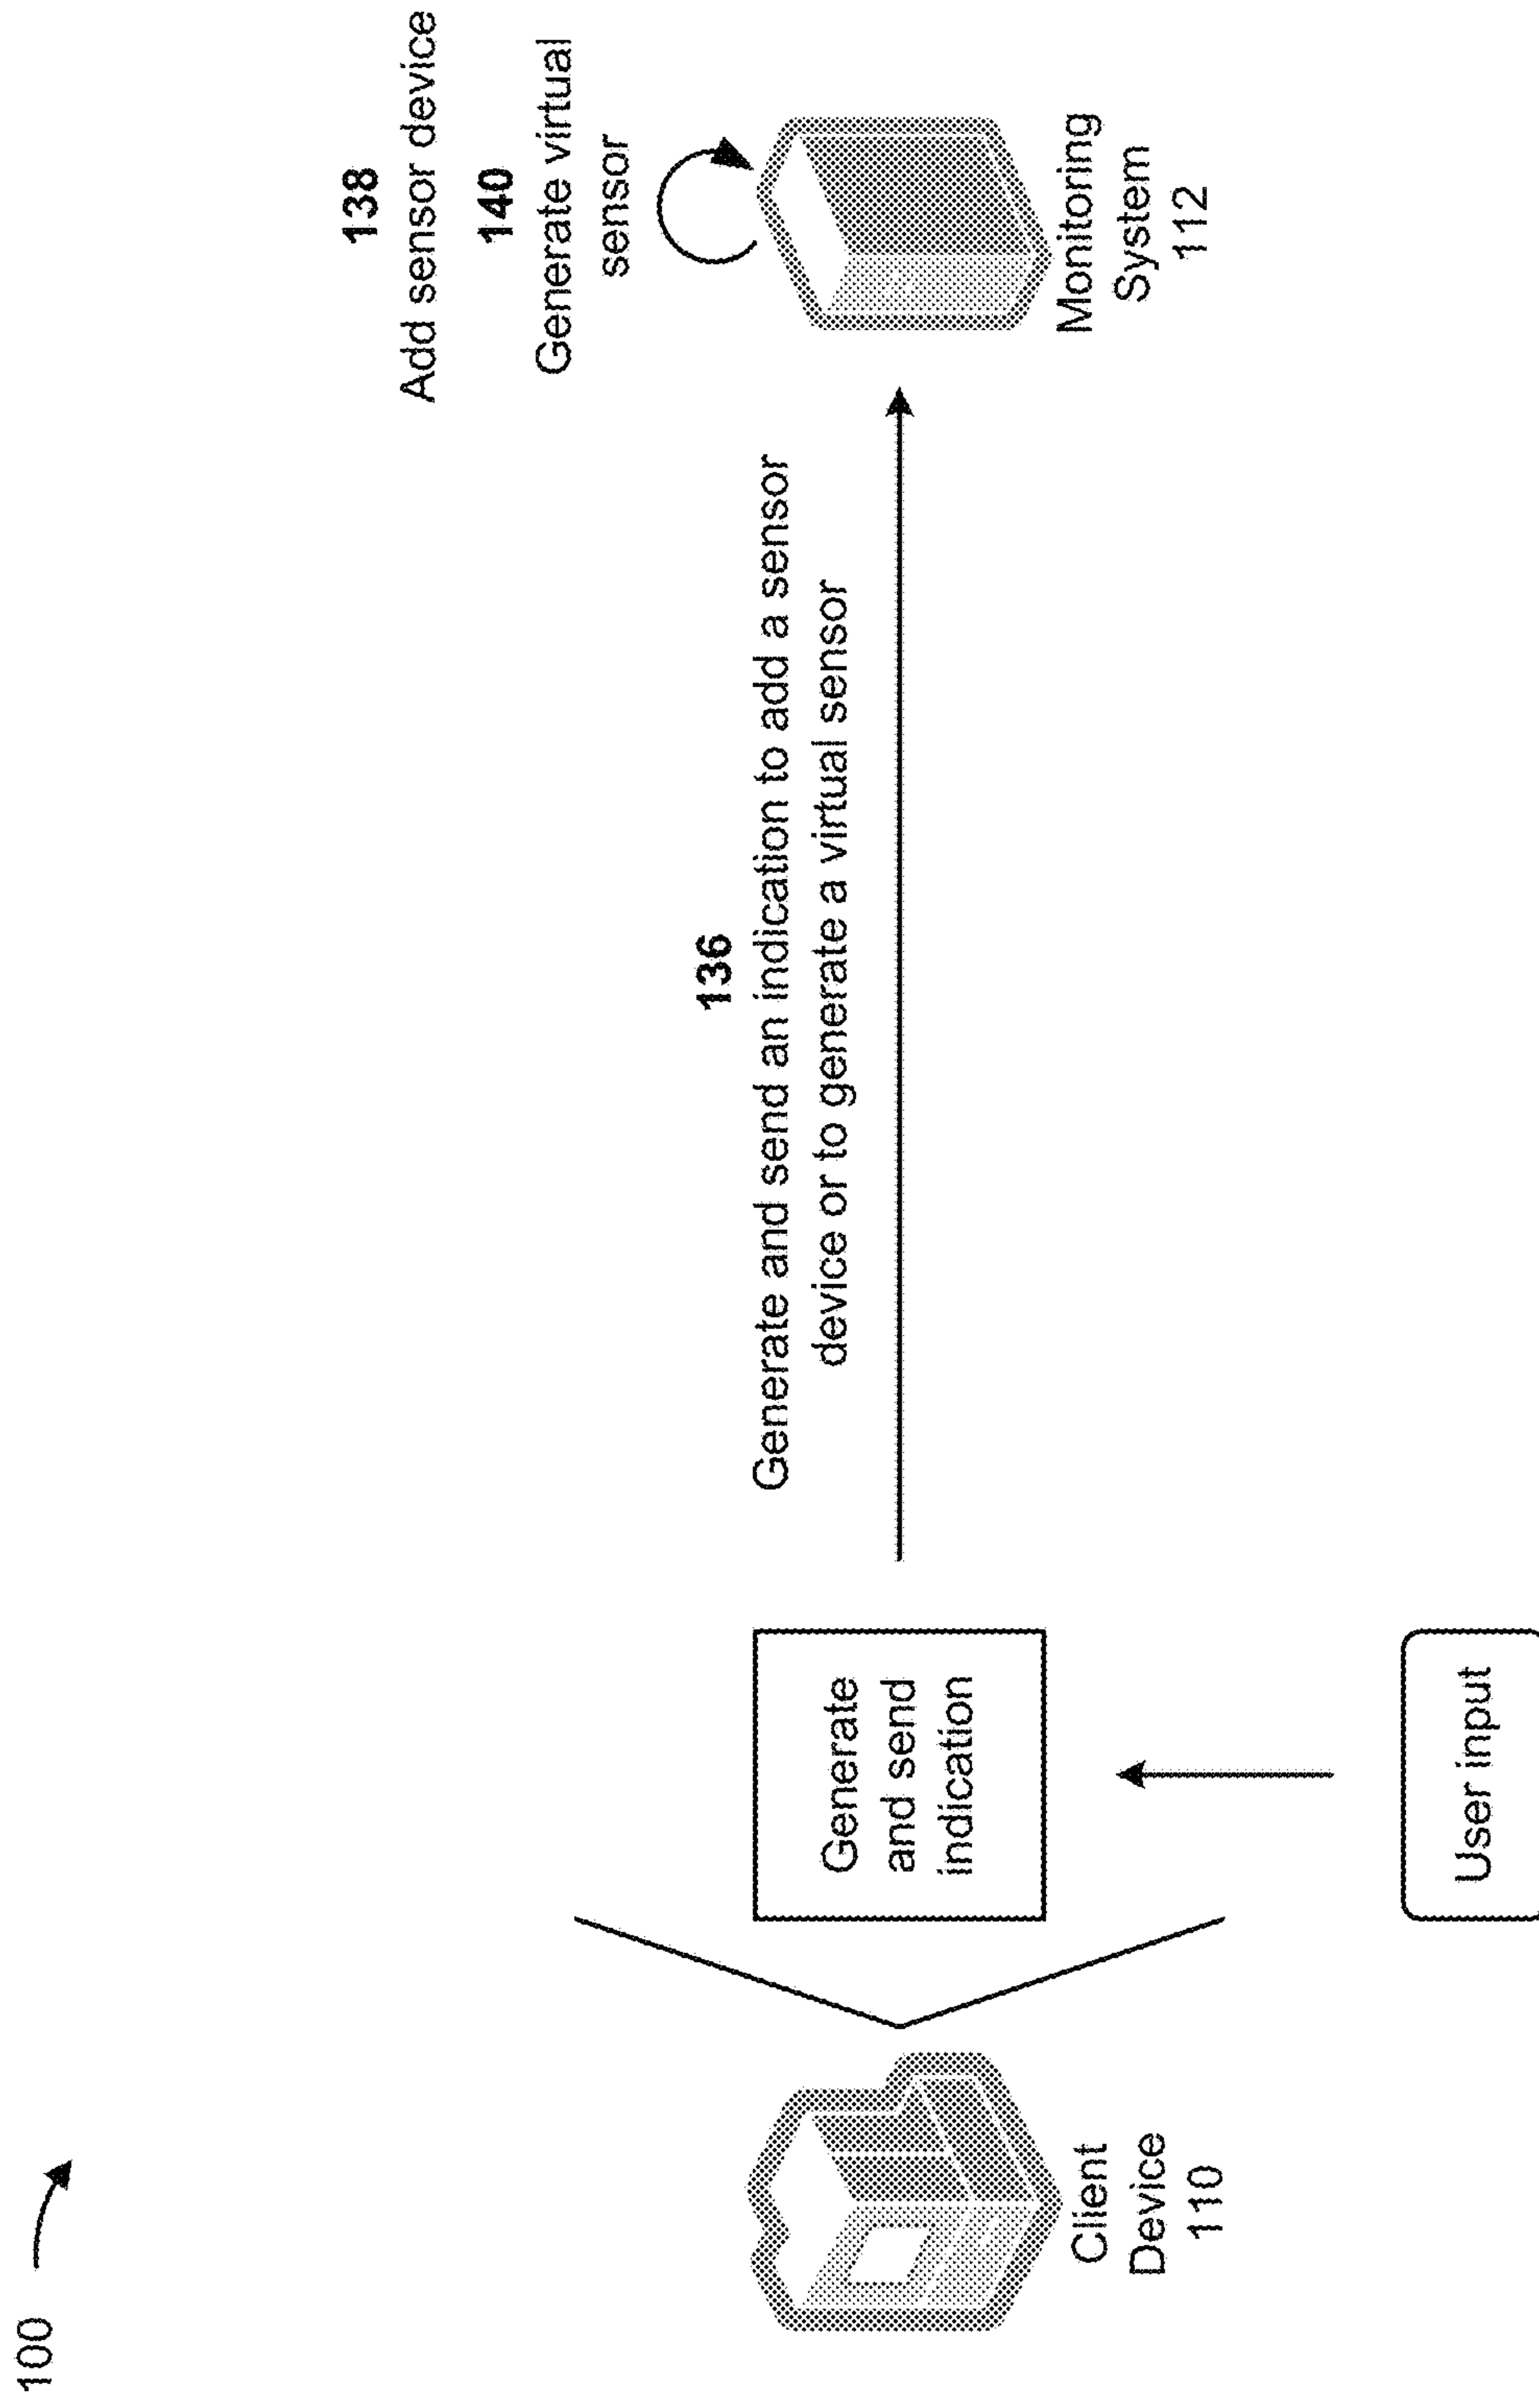 100
138
Add sensor device
140
Generate virtual
sensor
136
Generate and send an indication to add a sensor
device or to generate a virtual sensor
Generate
and send
indication
Client
Device
110
Monitoring
System
112
User input